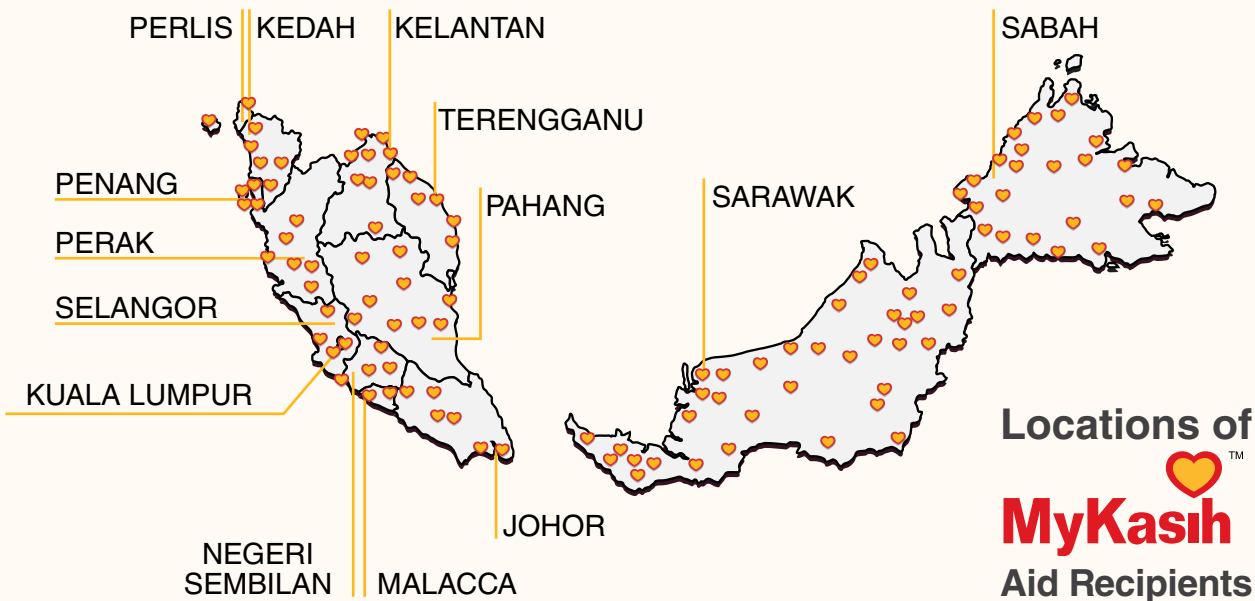 PERLIS
KEDAH
KELANTAN
SABAH
TERENGGANU
PENANG
PAHANG
SARAWAK
PERAK
SELANGOR
KUALA LUMPUR
JOHOR
NEGERI
SEMBILAN
MALACCA
Locations of
™
MyKasih
Aid Recipients